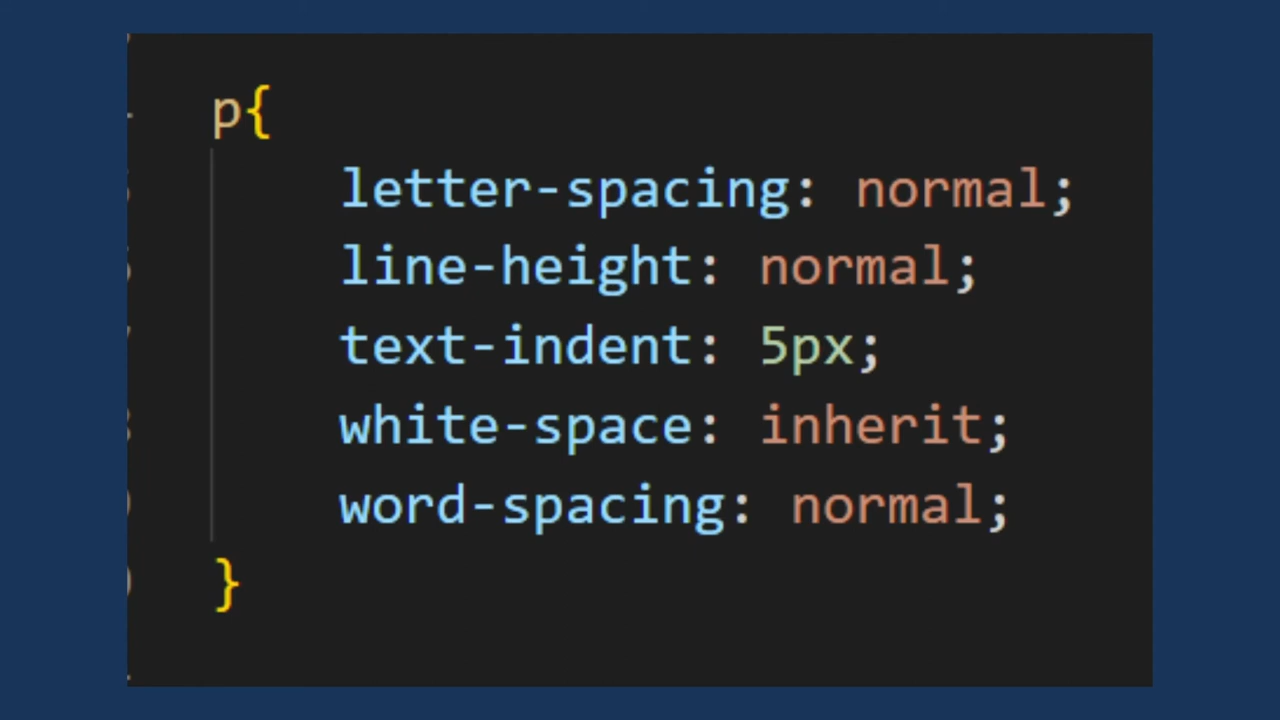 p{
letter-spacing: normal;
line-height: normal;
text-indent: 5px;
white-space: inherit;
word-spacing: normal;
}